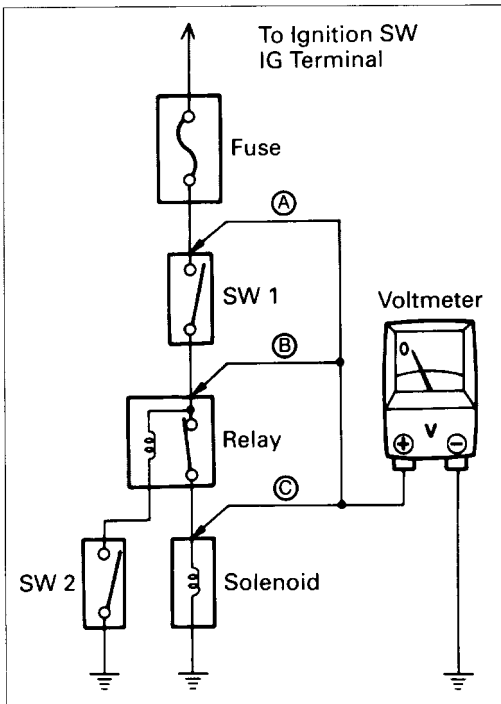 To Ignition SW
IG Terminal
Fuse
Ⓐ
SW 1
Voltmeter
0
Ⓑ
V
⊕ ⊖
Relay
Ⓒ
SW 2
Solenoid